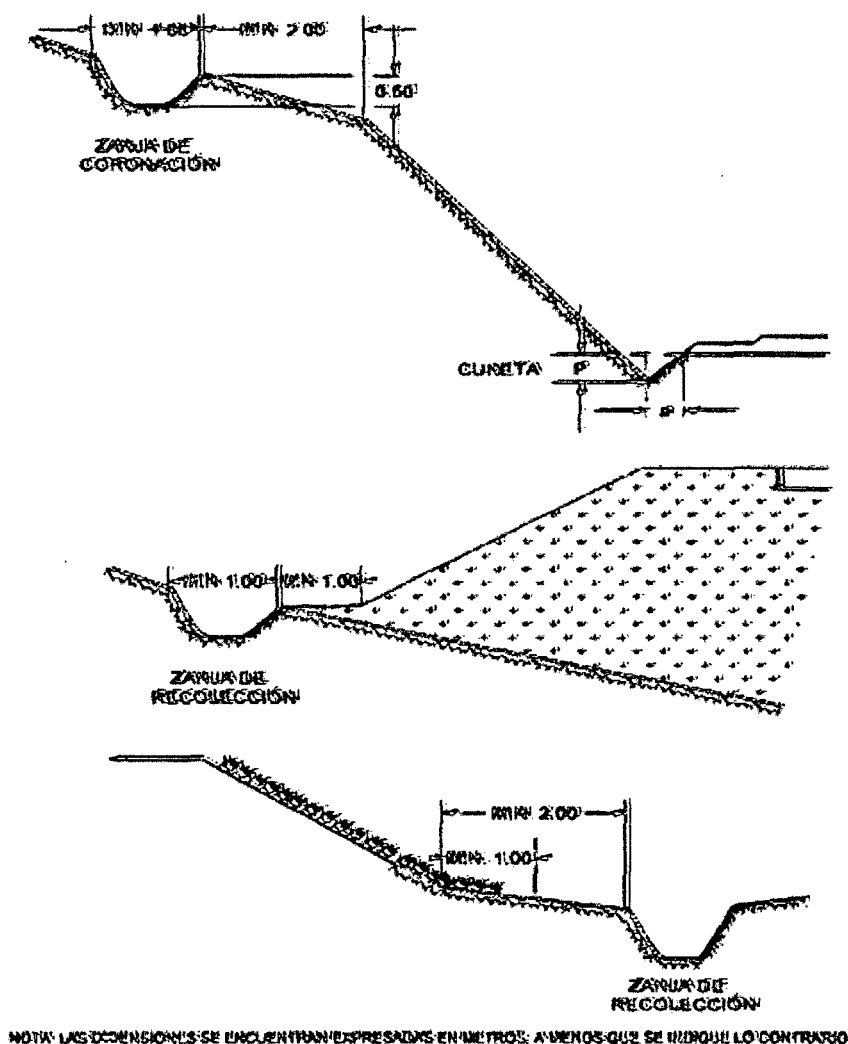 MIN 1.00 MIN 2.00
0.60
ZANJA DE
CORONACIÓN
CUNETA P
P
MIN 1.00 MIN 1.00
ZANJA DE
RECOLECCIÓN
MIN 2.00
MIN 1.00
ZANJA DE
RECOLECCIÓN
NOTA: LAS DIMENSIONES SE ENCUENTRAN EXPRESADAS EN METROS, A MENOS QUE SE INDIQUE LO CONTRARIO